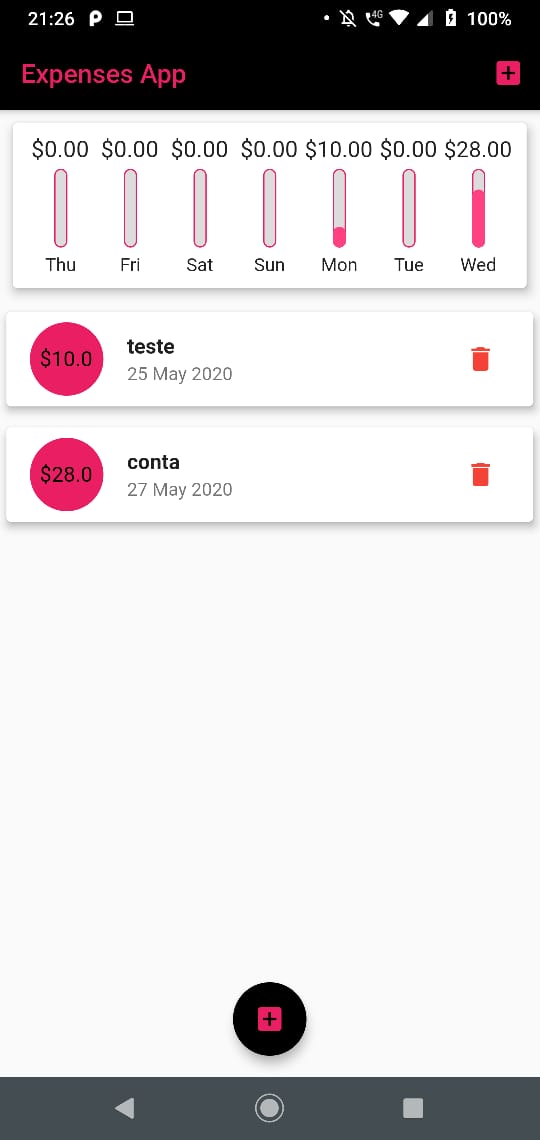 21:26 4G 100%
Expenses App
$0.00 $0.00 $0.00 $0.00 $10.00 $0.00 $28.00
Thu Fri Sat Sun Mon Tue Wed
$10.0
teste
25 May 2020
$28.0
conta
27 May 2020